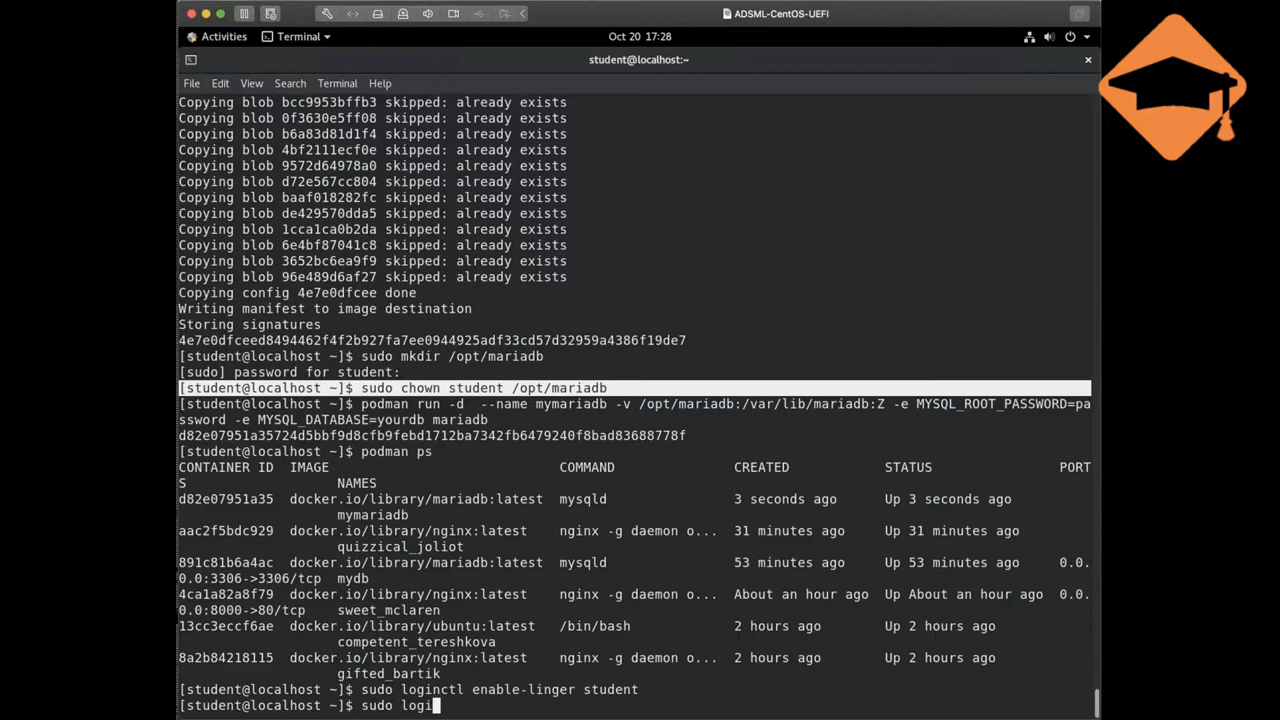 ADSML-CentOS-UEFI
Activities Terminal Oct 20 17:28
student@localhost:~
File Edit View Search Terminal Help
Copying blob bcc9953bffb3 skipped: already exists
Copying blob 0f3630e5ff08 skipped: already exists
Copying blob b6a83d81d1f4 skipped: already exists
Copying blob 4bf2111ecf0e skipped: already exists
Copying blob 9572d64978a0 skipped: already exists
Copying blob d72e567cc804 skipped: already exists
Copying blob baaf018282fc skipped: already exists
Copying blob de429570dda5 skipped: already exists
Copying blob 1cca1ca0b2da skipped: already exists
Copying blob 6e4bf87041c8 skipped: already exists
Copying blob 3652bc6ea9f9 skipped: already exists
Copying blob 96e489d6af27 skipped: already exists
Copying config 4e7e0dfcee done
Writing manifest to image destination
Storing signatures
4e7e0dfceed8494462f4f2b927fa7ee0944925adf33cd57d32959a4386f19de7
[student@localhost ~]$ sudo mkdir /opt/mariadb
[sudo] password for student:
[student@localhost ~]$ sudo chown student /opt/mariadb
[student@localhost ~]$ podman run -d  --name mymariadb -v /opt/mariadb:/var/lib/mariadb:Z -e MYSQL_ROOT_PASSWORD=pa
ssword -e MYSQL_DATABASE=yourdb mariadb
d82e07951a35724d5bbf9d8cfb9febd1712ba7342fb6479240f8bad83688778f
[student@localhost ~]$ podman ps
CONTAINER ID  IMAGE                             COMMAND               CREATED            STATUS                PORT
S                   NAMES
d82e07951a35  docker.io/library/mariadb:latest  mysqld                3 seconds ago      Up 3 seconds ago
                    mymariadb
aac2f5bdc929  docker.io/library/nginx:latest    nginx -g daemon o...  31 minutes ago     Up 31 minutes ago
                    quizzical_joliot
891c81b6a4ac  docker.io/library/mariadb:latest  mysqld                53 minutes ago     Up 53 minutes ago     0.0.
0.0:3306->3306/tcp  mydb
4ca1a82a8f79  docker.io/library/nginx:latest    nginx -g daemon o...  About an hour ago  Up About an hour ago  0.0.
0.0:8000->80/tcp    sweet_mclaren
13cc3eccf6ae  docker.io/library/ubuntu:latest   /bin/bash             2 hours ago        Up 2 hours ago
                    competent_tereshkova
8a2b84218115  docker.io/library/nginx:latest    nginx -g daemon o...  2 hours ago        Up 2 hours ago
                    gifted_bartik
[student@localhost ~]$ sudo loginctl enable-linger student
[student@localhost ~]$ sudo logi